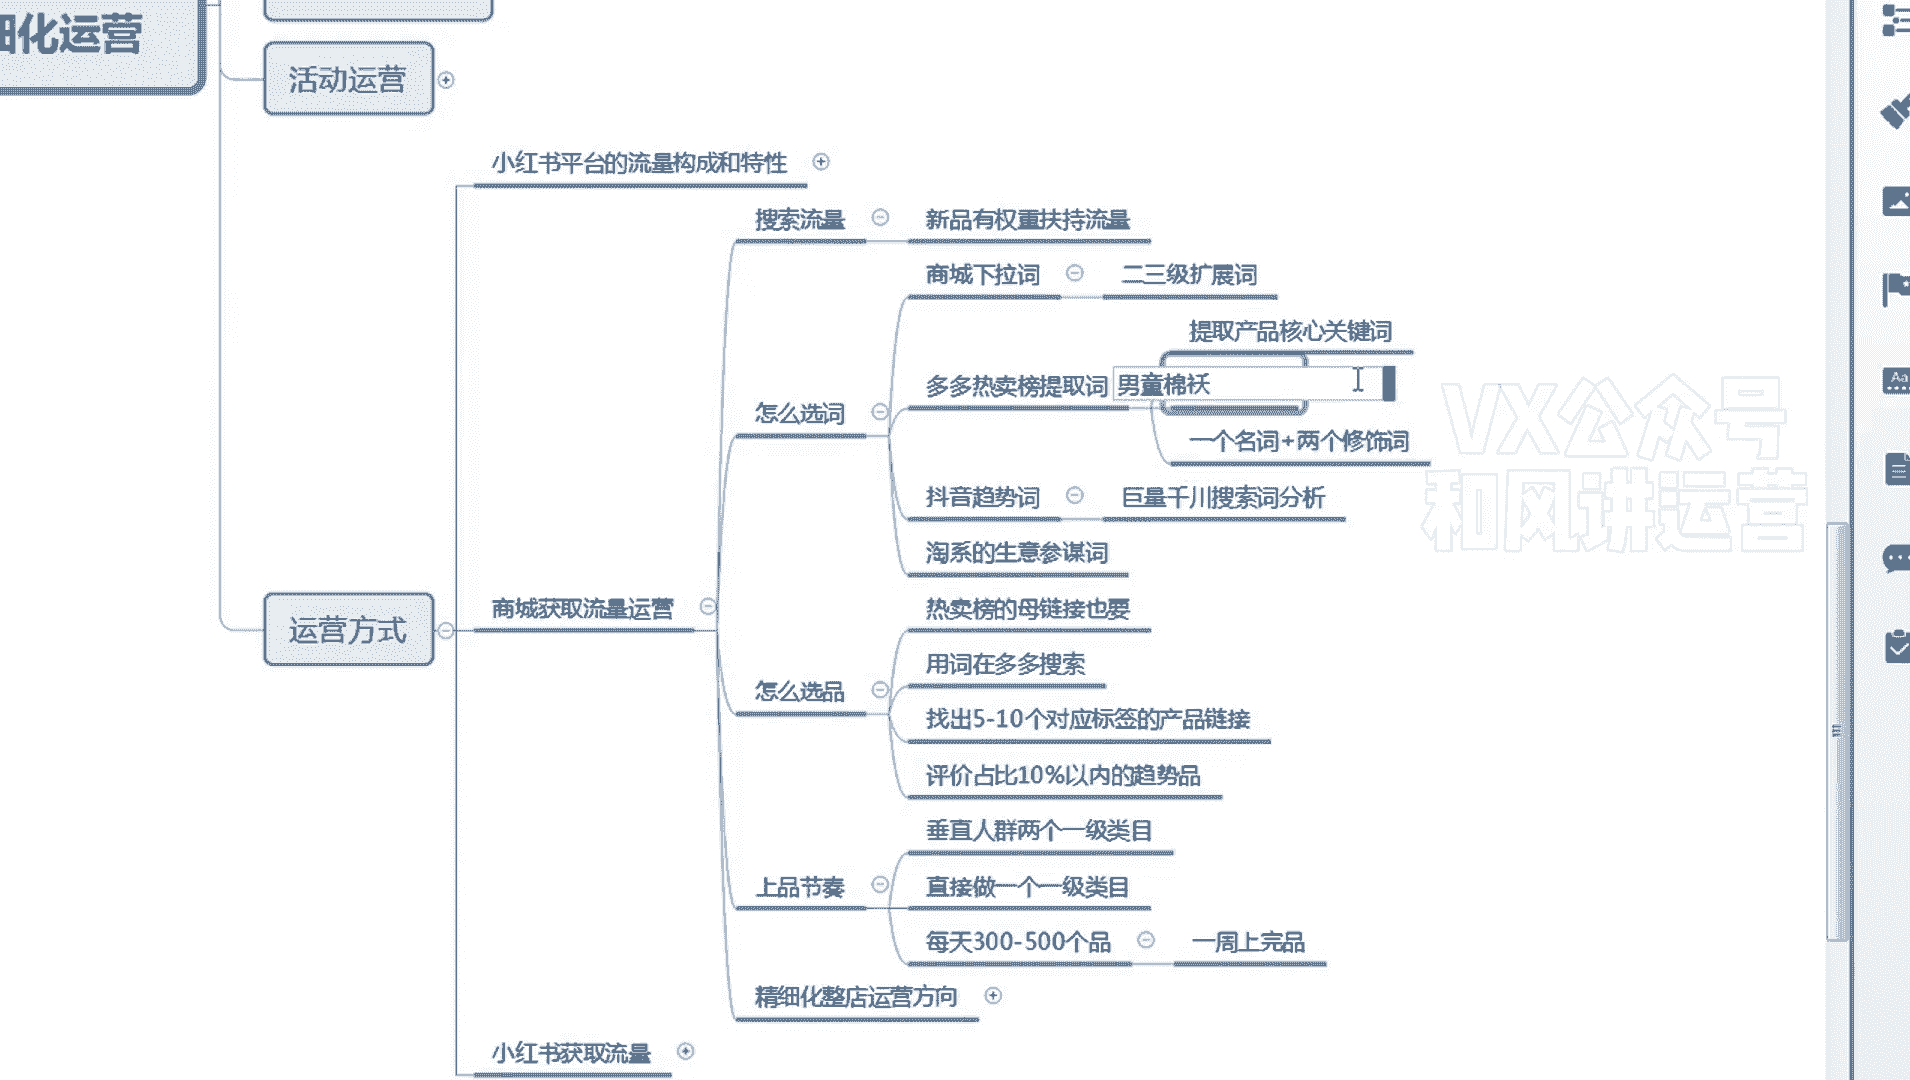 细化运营
活动运营
小红书平台的流量构成和特性
搜索流量
新品有权重扶持流量
商城下拉词
二三级扩展词
提取产品核心关键词
怎么选词
多多热卖榜提取词
男童棉袄
一个名词+两个修饰词
抖音趋势词
巨量千川搜索词分析
淘系的生意参谋词
运营方式
商城获取流量运营
热卖榜的母链接也要
用词在多多搜索
怎么选品
找出5-10个对应标签的产品链接
评价占比10%以内的趋势品
垂直人群两个一级类目
上品节奏
直接做一个一级类目
每天300-500个品
一周上完品
精细化整店运营方向
小红书获取流量
VX公众号
和风讲运营
Aa